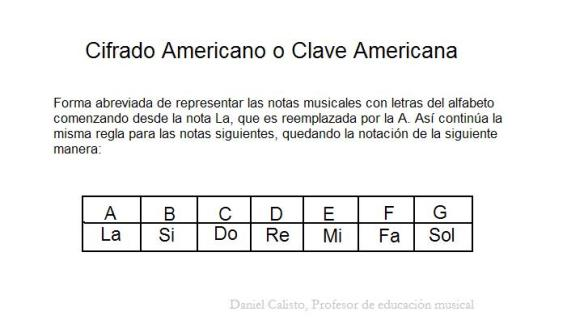 Cifrado Americano o Clave Americana
Forma abreviada de representar las notas musicales con letras del alfabeto
comenzando desde la nota La, que es reemplazada por la A. Así continúa la
misma regla para las notas siguientes, quedando la notación de la siguiente
manera:
A B C D E F G
La Si Do Re Mi Fa Sol
Daniel Calisto, Profesor de educación musical